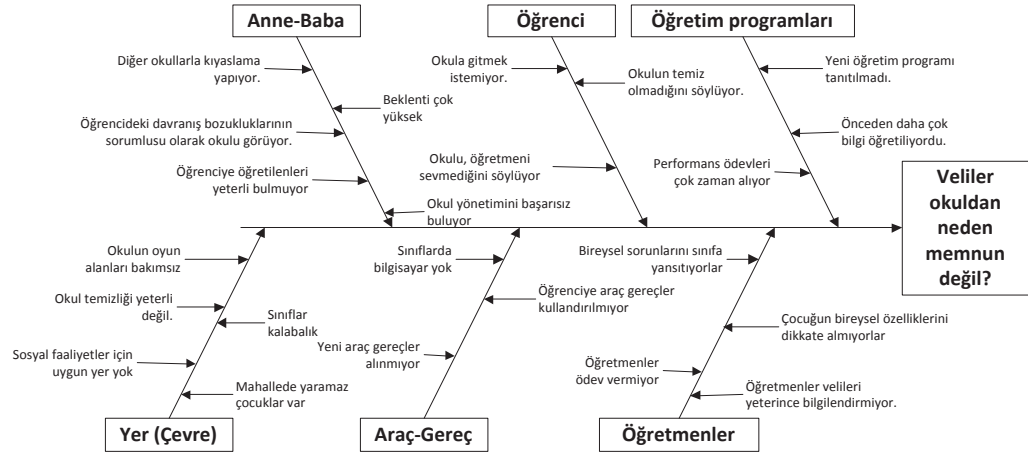 Anne-Baba
Diğer okullarla kıyaslama
yapıyor.
Beklenti çok
yüksek
Öğrencideki davranış bozukluklarının
sorumlusu olarak okulu görüyor.
Öğrenciye öğretilenleri
yeterli bulmuyor
Okul yönetimini başarısız
buluyor
Öğrenci
Okula gitmek
istemiyor.
Okulun temiz
olmadığını söylüyor.
Okulu, öğretmeni
sevmediğini söylüyor
Öğretim programları
Yeni öğretim programı
tanıtılmadı.
Önceden daha çok
bilgi öğretiliyordu.
Performans ödevleri
çok zaman alıyor
Veliler
okuldan
neden
memnun
değil?
Okulun oyun
alanları bakımsız
Okul temizliği yeterli
değil.
Sınıflar
kalabalık
Sosyal faaliyetler için
uygun yer yok
Mahallede yaramaz
çocuklar var
Yer (Çevre)
Sınıflarda
bilgisayar yok
Öğrenciye araç gereçler
kullandırılmıyor
Yeni araç gereçler
alınmıyor
Araç-Gereç
Bireysel sorunlarını sınıfa
yansıtıyorlar
Çocuğun bireysel özelliklerini
dikkate almıyorlar
Öğretmenler
ödev vermiyor
Öğretmenler velileri
yeterince bilgilendirmiyor.
Öğretmenler